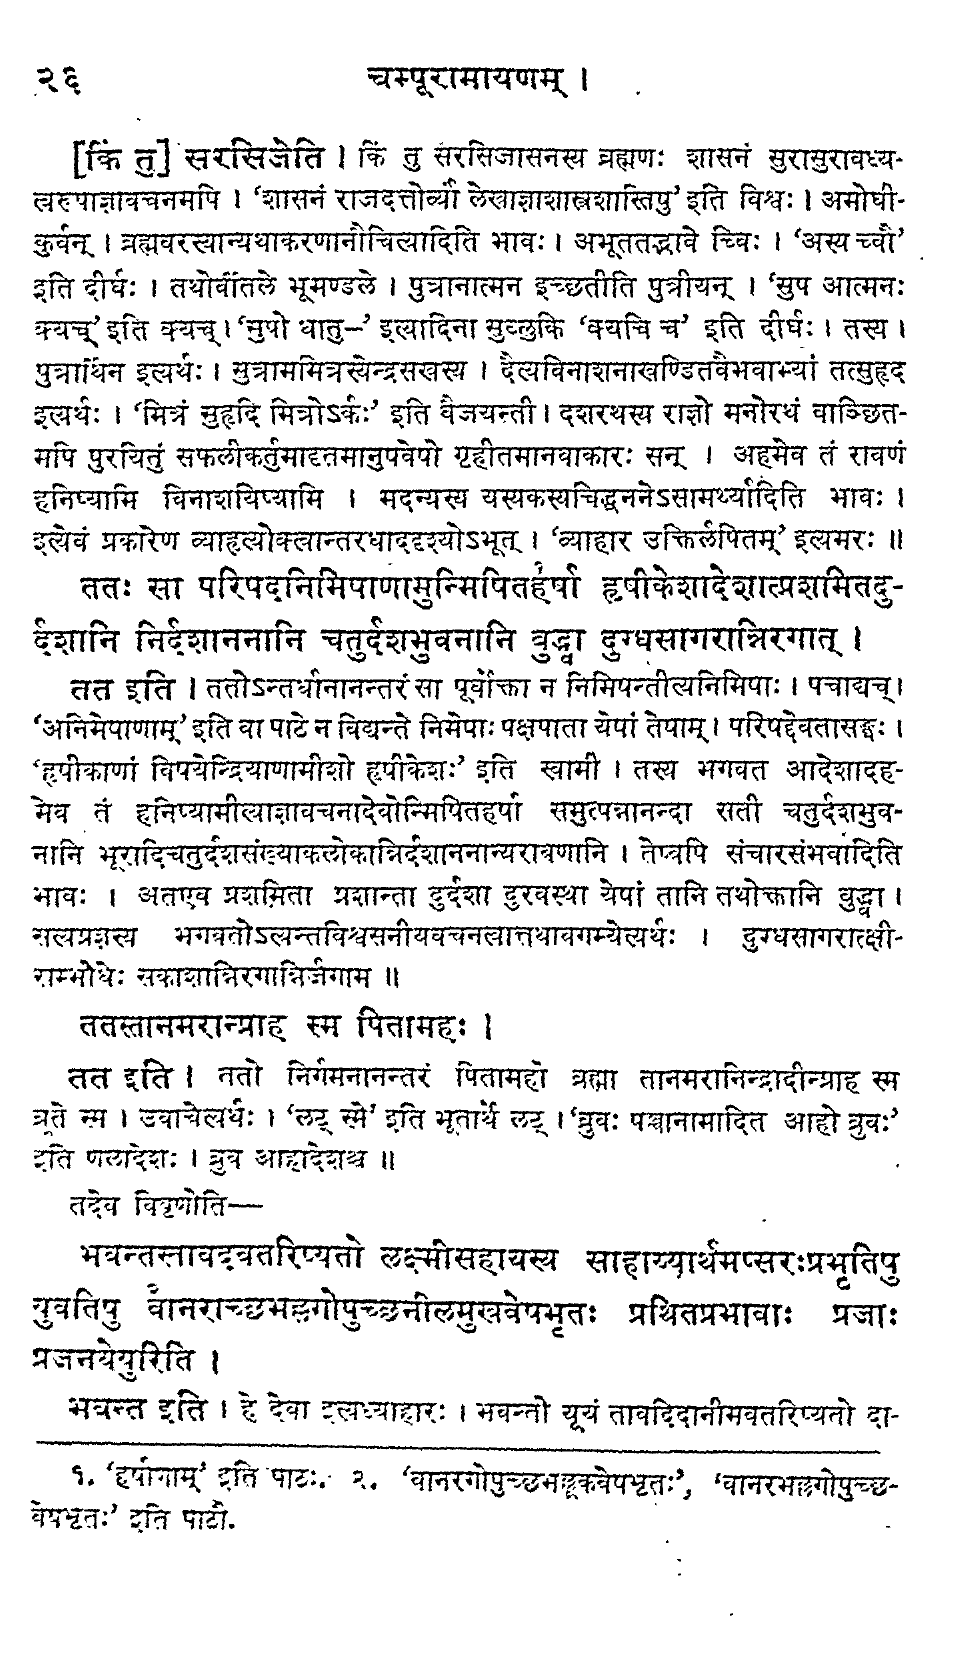 २६ चम्पूरामायणम् ।
[किं तु] सरसिजेति । किं तु सरसिजासनस्य ब्रह्मणः शासनं सुरासुरावध्य-
त्वरूपाज्ञावचनमपि । ‘शासनं राजदत्तोर्व्यां लेखाज्ञाशास्त्रशास्तिषु’ इति विश्वः । अमोघी-
कुर्वन् । ब्रह्मवरस्यान्यथाकरणानौचित्यादिति भावः । अभूततद्भावे च्विः । ‘अस्य च्वौ’
इति दीर्घः । तथोर्वीतले भूमण्डले । पुत्रानात्मन इच्छतीति पुत्रीयन् । ‘सुप आत्मनः
क्यच्’ इति क्यच् । ‘सुपो धातु–’ इत्यादिना सुब्लुकि ‘क्यचि च’ इति दीर्घः । तस्य ।
पुत्रार्थिन इत्यर्थः । सुत्राममित्रस्येन्द्रसखस्य । दैत्यविनाशनाखण्डितवैभवाभ्यां तत्सुहृद
इत्यर्थः । ‘मित्रं सुहृदि मित्रोऽर्कः’ इति वैजयन्ती । दशरथस्य राज्ञो मनोरथं वाञ्छित-
मपि पुरयितुं सफलीकर्तुमादृतमानुषवेषो गृहीतमानवाकारः सन् । अहमेव तं रावणं
हनिष्यामि विनाशयिष्यामि । मदन्यस्य यस्यकस्यचिद्धननेऽसामर्थ्यादिति भावः ।
इत्येवं प्रकारेण व्याहृत्योक्त्वान्तरधाददृश्योऽभूत् । ‘व्याहार उक्तिर्लपितम्’ इत्यमरः ॥
ततः सा परिषदनिमिषाणामुन्मिषितहर्षा हृषीकेशादेशात्प्रशमितदु-
र्दशानि निर्दशाननानि चतुर्दशभुवनानि बुद्ध्वा दुग्धसागरान्निरगात् ।
तत इति । ततोऽन्तर्धानानन्तरं सा पूर्वोक्ता न निमिषन्तीत्यनिमिषाः । पचाद्यच् ।
‘अनिमेषाणाम्’ इति वा पाठे न विद्यन्ते निमेषाः पक्षपाता येषां तेषाम् । परिषद्देवतासङ्घः ।
‘हृषीकाणां विषयेन्द्रियाणामीशो हृषीकेशः’ इति स्वामी । तस्य भगवत आदेशादह-
मेव तं हनिष्यामीत्याज्ञावचनादेवोन्मिषितहर्षा समुत्पन्नानन्दा सती चतुर्दशभुव-
नानि भूरादिचतुर्दशसंख्याकलोकान्निर्दशाननान्यरावणानि । तेष्वपि संचारसंभवादिति
भावः । अतएव प्रशमिता प्रशान्ता दुर्दशा दुरवस्था येषां तानि तथोक्तानि बुद्ध्वा ।
सत्यप्रज्ञस्य भगवतोऽत्यन्तविश्वसनीयवचनत्वात्तथावगम्येत्यर्थः । दुग्धसागरात्क्षी-
राम्भोधेः सकाशान्निरगान्निर्जगाम ॥
ततस्तानमरान्प्राह स्म पितामहः ।
तत इति । ततो निर्गमनानन्तरं पितामहो ब्रह्मा तानमरानिन्द्रादीन्प्राह स्म
ब्रूते स्म । उवाचेत्यर्थः । ‘लट् स्मे’ इति भूतार्थे लट् । ‘ब्रुवः पञ्चानामादित आहो ब्रुवः’
इति णलादेशः । ब्रुव आहादेशश्च ॥
तदेव विवृणोति—
भवन्तस्तावदवतरिष्यतो लक्ष्मीसहायस्य साहाय्यार्थमप्सरःप्रभृतिषु
युवतिषु वानराच्छभल्लगोपुच्छनीलमुखवेषभृतः प्रथितप्रभावाः प्रजाः
प्रजनयेयुरिति ।
भवन्त इति । हे देवा इत्यध्याहारः । भवन्तो यूयं तावदिदानीमवतरिष्यतो दा-
१. ‘हर्षागाम्’ इति पाठः. २. ‘वानरगोपुच्छभल्लूकवेषभृतः’, ‘वानरभल्लगोपुच्छ-
वेषभृतः’ इति पाठौ.